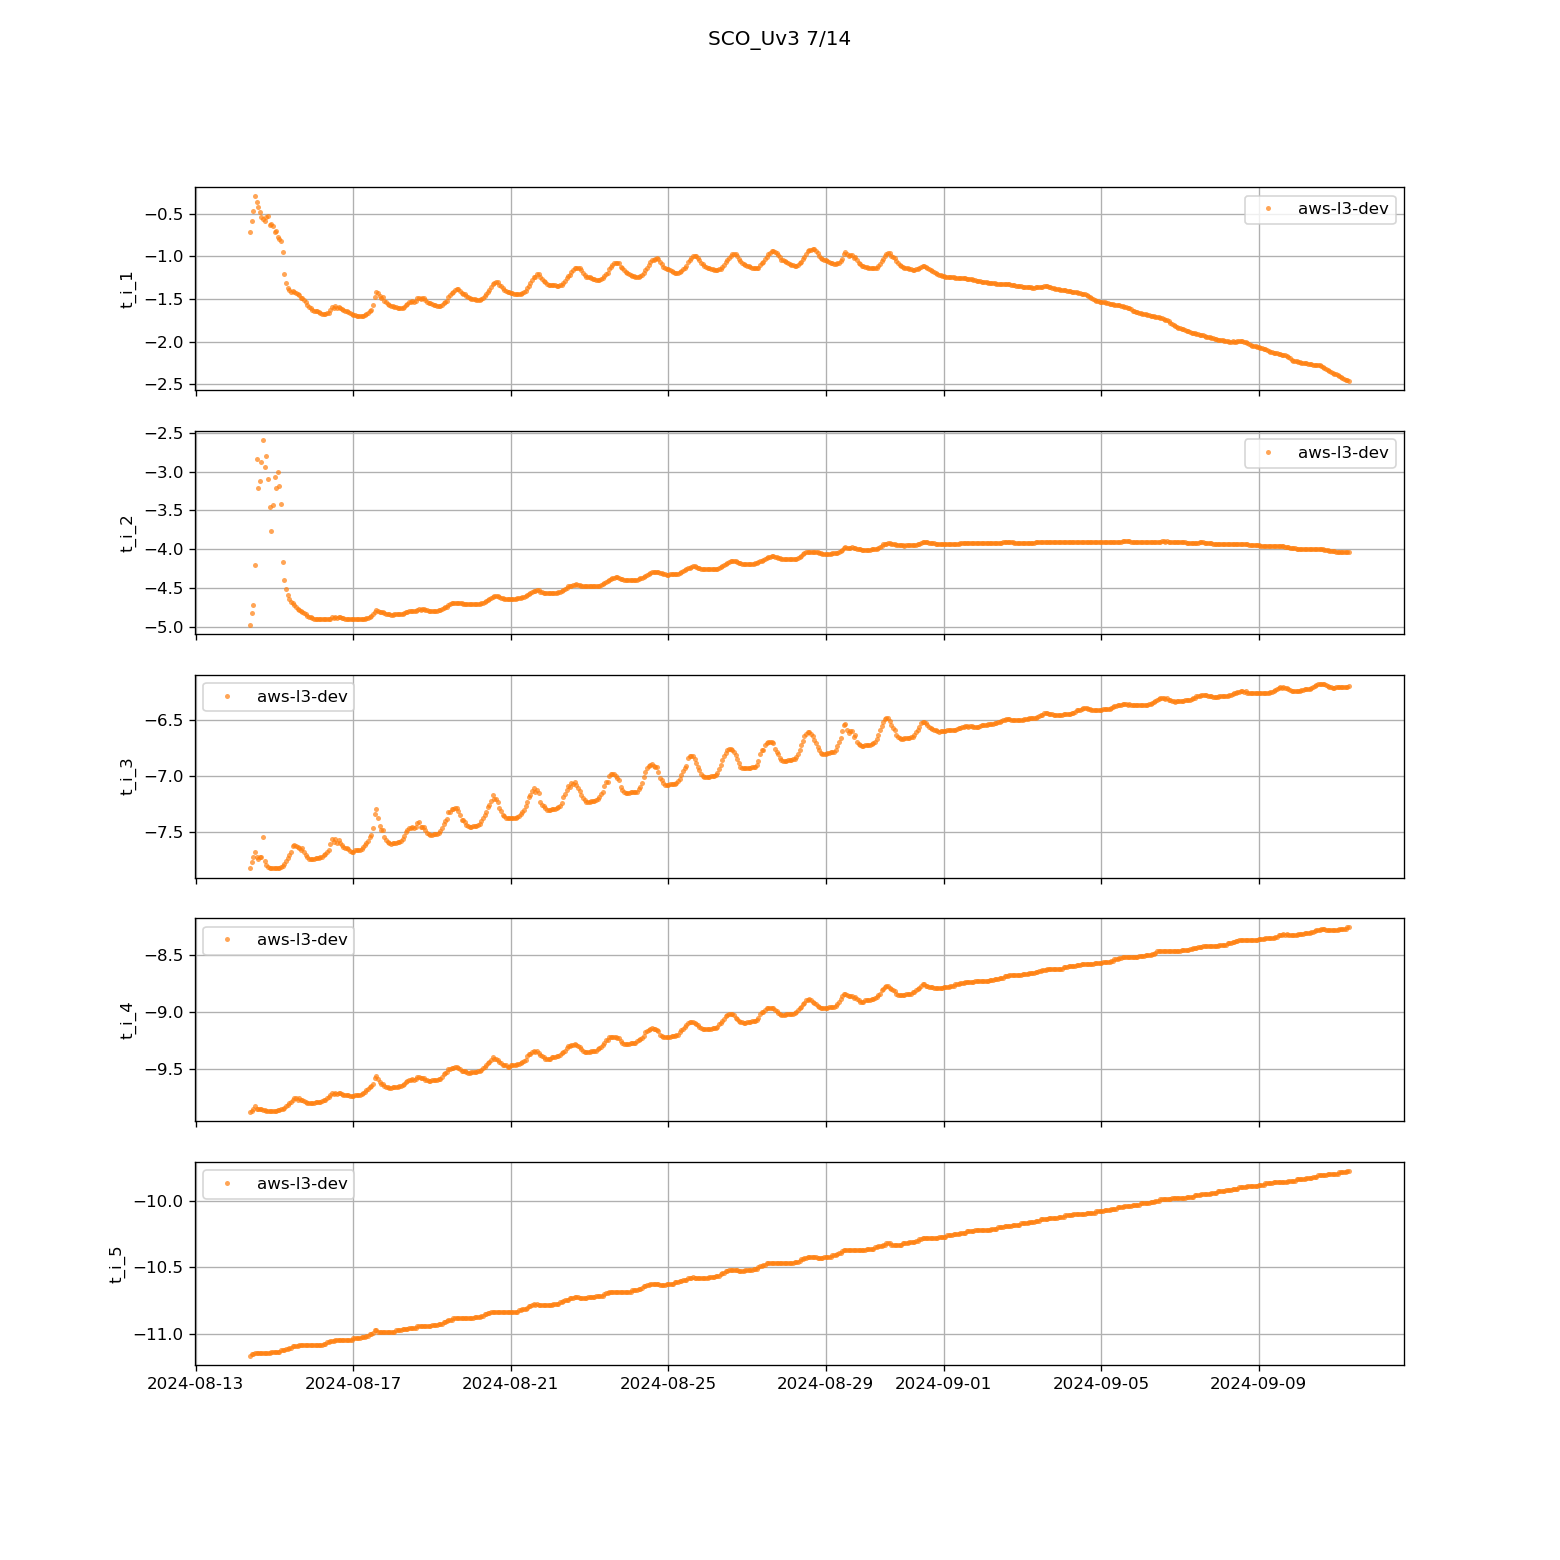 SCO_Uv3 7/14
−0.5
−1.0
−1.5
−2.0
−2.5
t_i_1
aws-l3-dev
−2.5
−3.0
−3.5
−4.0
−4.5
−5.0
t_i_2
aws-l3-dev
−6.5
−7.0
−7.5
t_i_3
aws-l3-dev
−8.5
−9.0
−9.5
t_i_4
aws-l3-dev
−10.0
−10.5
−11.0
t_i_5
aws-l3-dev
2024-08-13 2024-08-17 2024-08-21 2024-08-25 2024-08-29 2024-09-01 2024-09-05 2024-09-09